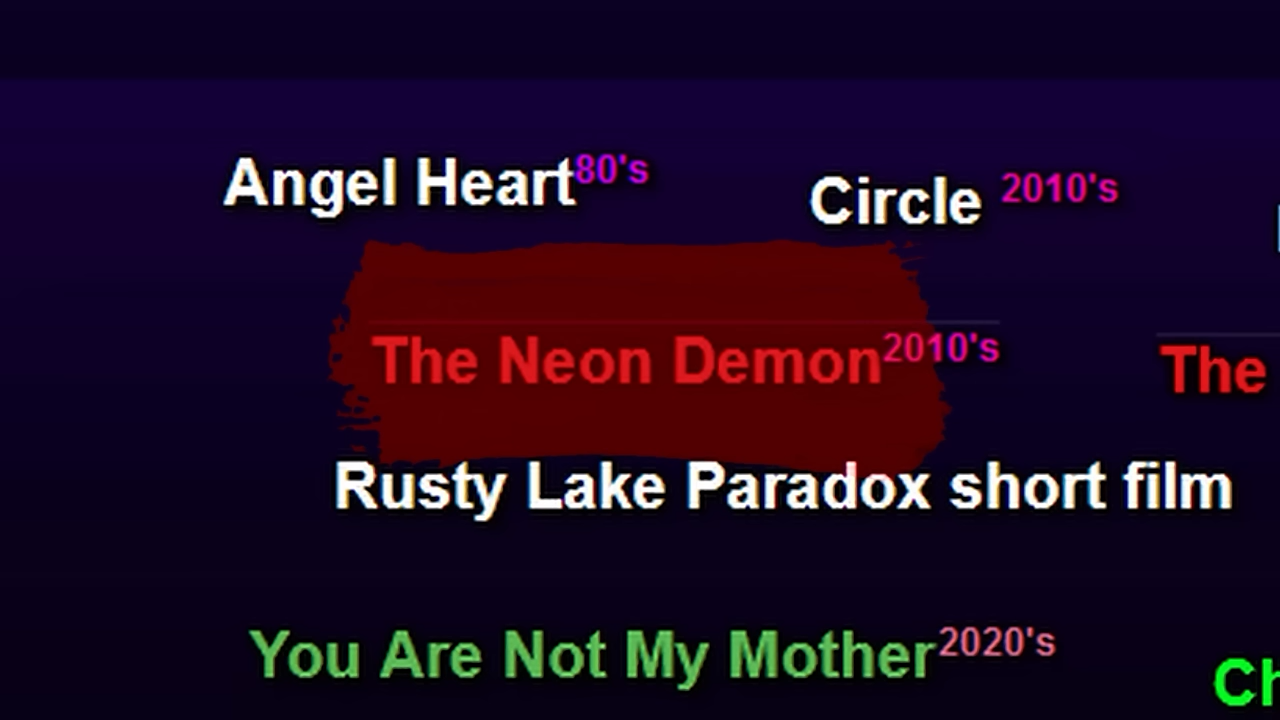 Angel Heart80's
Circle 2010's
The Neon Demon2010's
The
Rusty Lake Paradox short film
You Are Not My Mother2020's